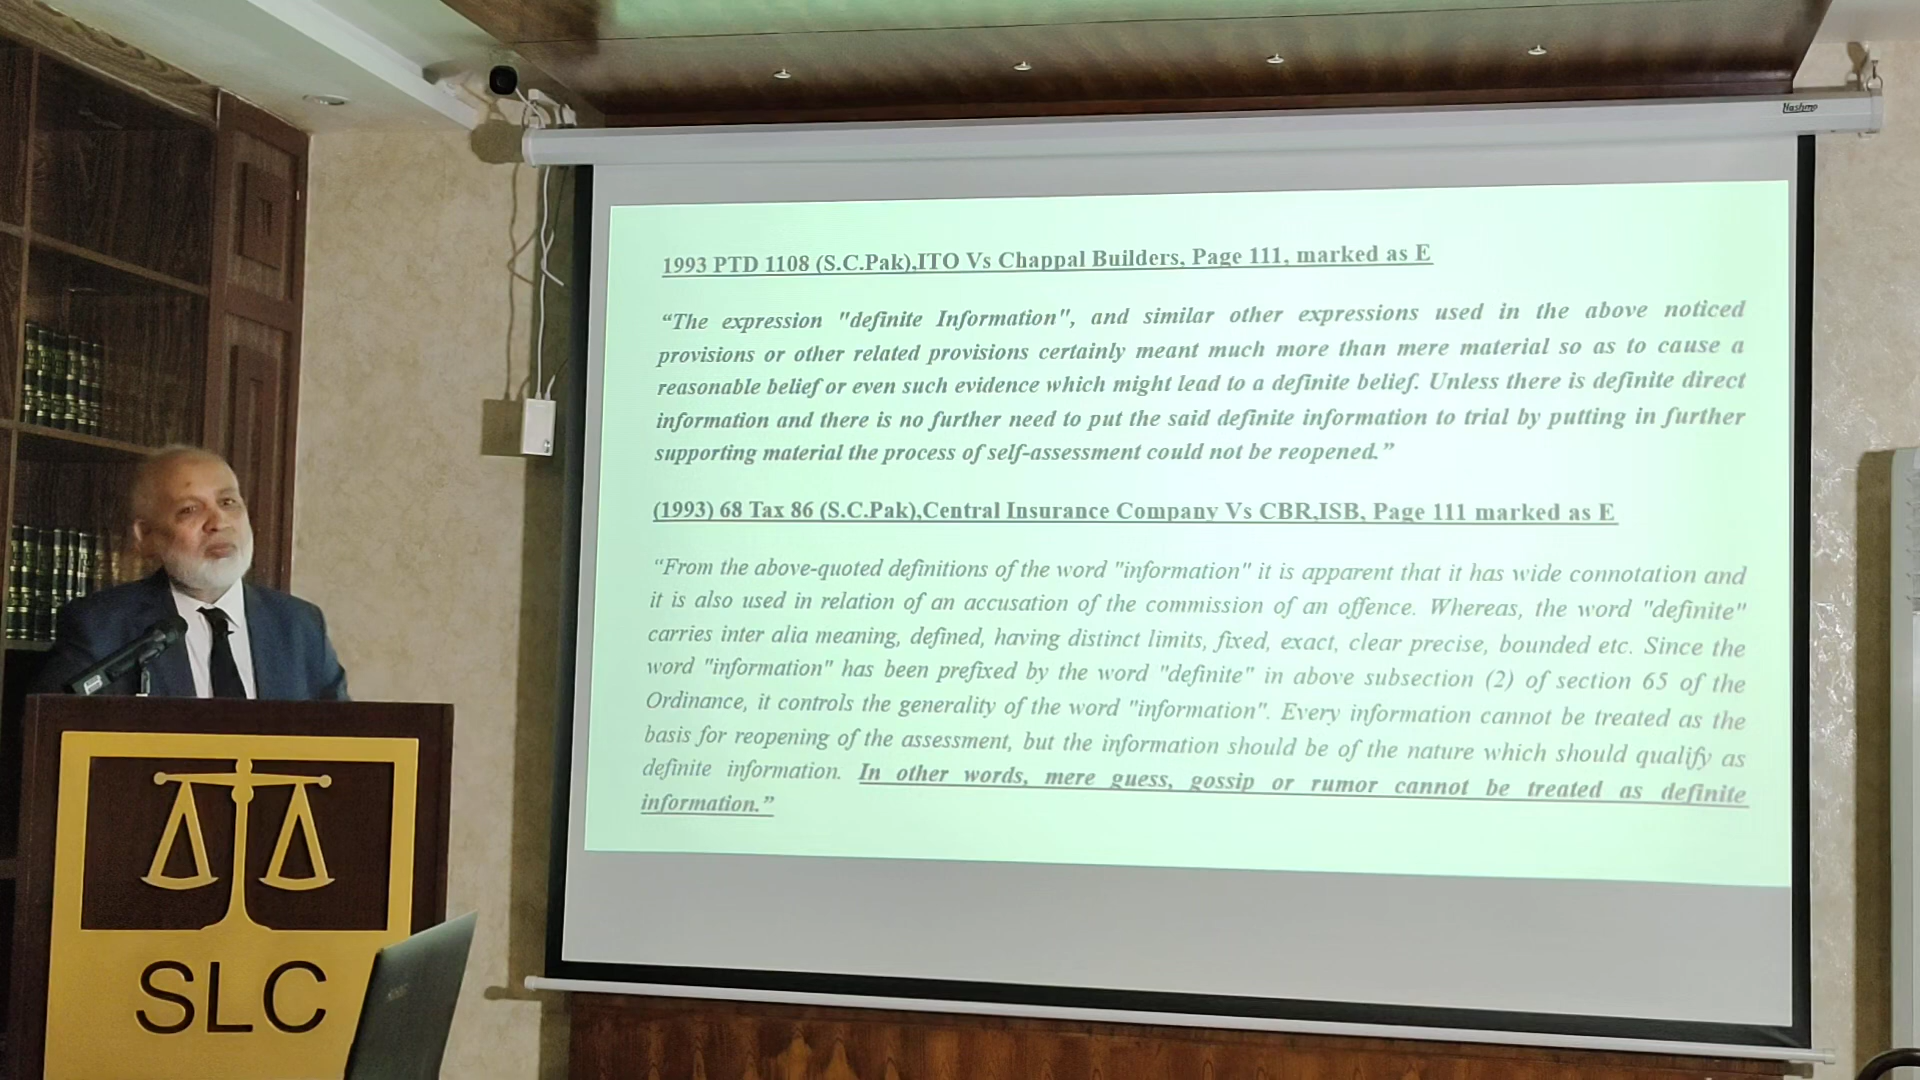 Hashmo
1993 PTD 1108 (S.C.Pak),ITO Vs Chappal Builders, Page 111, marked as E
“The expression "definite Information", and similar other expressions used in the above noticed
provisions or other related provisions certainly meant much more than mere material so as to cause a
reasonable belief or even such evidence which might lead to a definite belief. Unless there is definite direct
information and there is no further need to put the said definite information to trial by putting in further
supporting material the process of self-assessment could not be reopened.”
(1993) 68 Tax 86 (S.C.Pak),Central Insurance Company Vs CBR,ISB, Page 111 marked as E
“From the above-quoted definitions of the word "information" it is apparent that it has wide connotation and
it is also used in relation of an accusation of the commission of an offence. Whereas, the word "definite"
carries inter alia meaning, defined, having distinct limits, fixed, exact, clear precise, bounded etc. Since the
word "information" has been prefixed by the word "definite" in above subsection (2) of section 65 of the
Ordinance, it controls the generality of the word "information". Every information cannot be treated as the
basis for reopening of the assessment, but the information should be of the nature which should qualify as
definite information. In other words, mere guess, gossip or rumor cannot be treated as definite
information.”
SLC